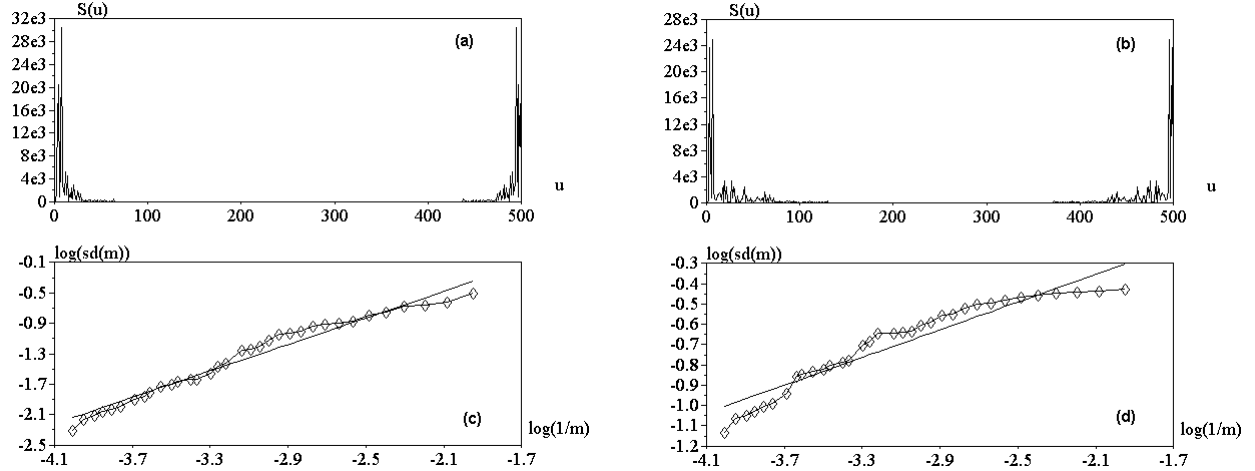 S(u)
32e3
28e3
24e3
20e3
16e3
12e3
8e3
4e3
0
0 100 200 300 400 500
u
(a)
S(u)
28e3
24e3
20e3
16e3
12e3
8e3
4e3
0
0 100 200 300 400 500
u
(b)
log(sd(m))
-0.1
-0.5
-0.9
-1.3
-1.7
-2.1
-2.5
-4.1 -3.7 -3.3 -2.9 -2.5 -2.1 -1.7
log(1/m)
(c)
log(sd(m))
-0.3
-0.4
-0.5
-0.6
-0.7
-0.8
-0.9
-1.0
-1.1
-1.2
-4.1 -3.7 -3.3 -2.9 -2.5 -2.1 -1.7
log(1/m)
(d)